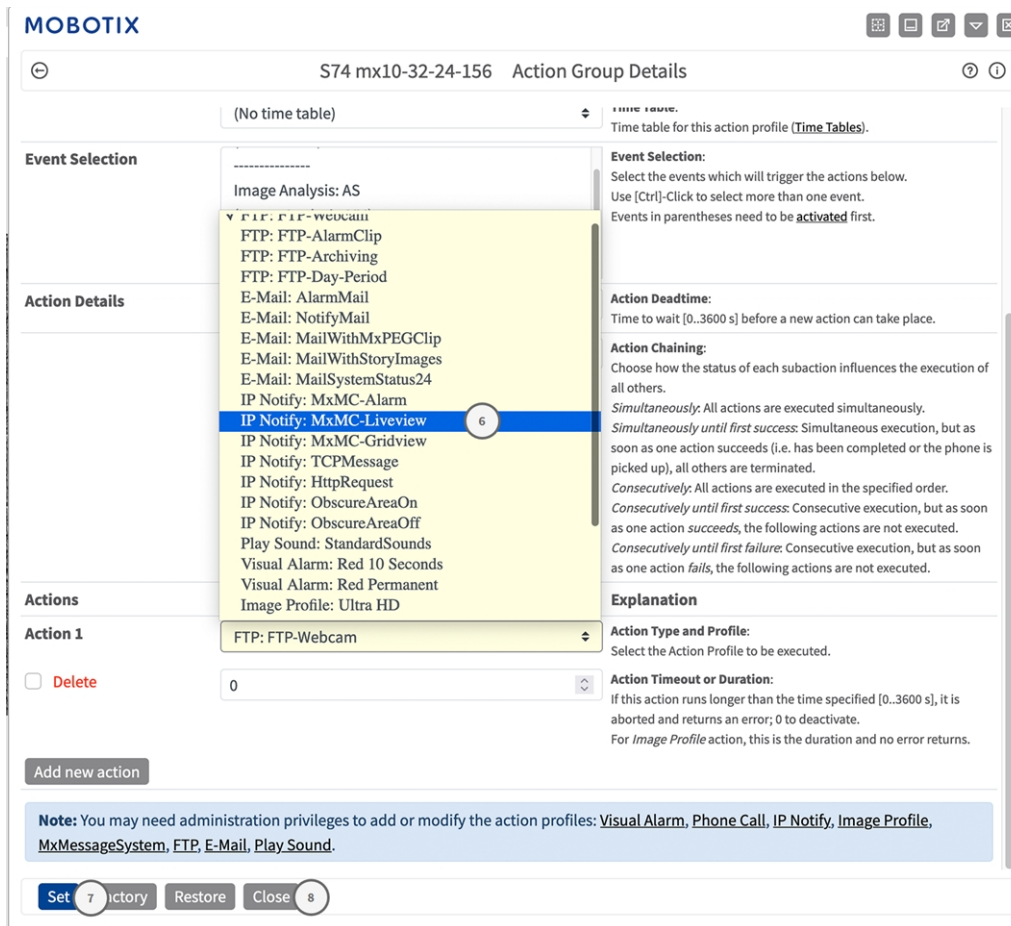 MOBOTIX
S74 mx10-32-24-156 Action Group Details
(No time table)
Time Table:
Time table for this action profile (Time Tables).
Event Selection
---------------
Image Analysis: AS
Event Selection:
Select the events which will trigger the actions below.
Use [Ctrl]-Click to select more than one event.
Events in parentheses need to be activated first.
FTP: FTP-Webcam
FTP: FTP-AlarmClip
FTP: FTP-Archiving
FTP: FTP-Day-Period
E-Mail: AlarmMail
E-Mail: NotifyMail
E-Mail: MailWithMxPEGClip
E-Mail: MailWithStoryImages
E-Mail: MailSystemStatus24
IP Notify: MxMC-Alarm
IP Notify: MxMC-Liveview 6
IP Notify: MxMC-Gridview
IP Notify: TCPMessage
IP Notify: HttpRequest
IP Notify: ObscureAreaOn
IP Notify: ObscureAreaOff
Play Sound: StandardSounds
Visual Alarm: Red 10 Seconds
Visual Alarm: Red Permanent
Image Profile: Ultra HD
Action Details
Action Deadtime:
Time to wait [0..3600 s] before a new action can take place.
Action Chaining:
Choose how the status of each subaction influences the execution of
all others.
Simultaneously: All actions are executed simultaneously.
Simultaneously until first success: Simultaneous execution, but as
soon as one action succeeds (i.e. has been completed or the phone is
picked up), all others are terminated.
Consecutively: All actions are executed in the specified order.
Consecutively until first success: Consecutive execution, but as soon
as one action succeeds, the following actions are not executed.
Consecutively until first failure: Consecutive execution, but as soon
as one action fails, the following actions are not executed.
Actions
Explanation
Action 1
FTP: FTP-Webcam
Action Type and Profile:
Select the Action Profile to be executed.
Delete
0
Action Timeout or Duration:
If this action runs longer than the time specified [0..3600 s], it is
aborted and returns an error; 0 to deactivate.
For Image Profile action, this is the duration and no error returns.
Add new action
Note: You may need administration privileges to add or modify the action profiles: Visual Alarm, Phone Call, IP Notify, Image Profile,
MxMessageSystem, FTP, E-Mail, Play Sound.
Set 7 ctory Restore Close 8